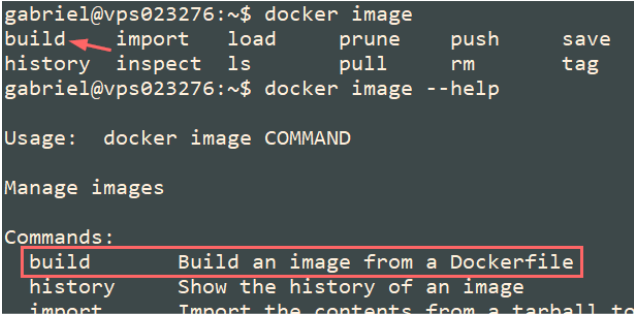 gabriel@vps023276:~$ docker image
build import load prune push save
history inspect ls pull rm tag
gabriel@vps023276:~$ docker image --help
Usage: docker image COMMAND
Manage images
Commands:
build Build an image from a Dockerfile
history Show the history of an image
import Import the contents from a tarball to